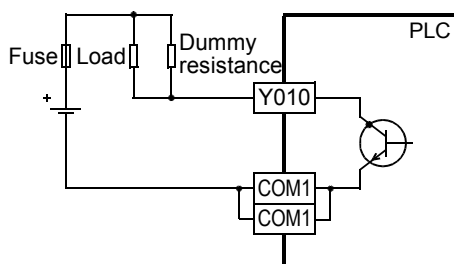 PLC
Fuse
Load
Dummy
resistance
+
Y010
COM1
COM1